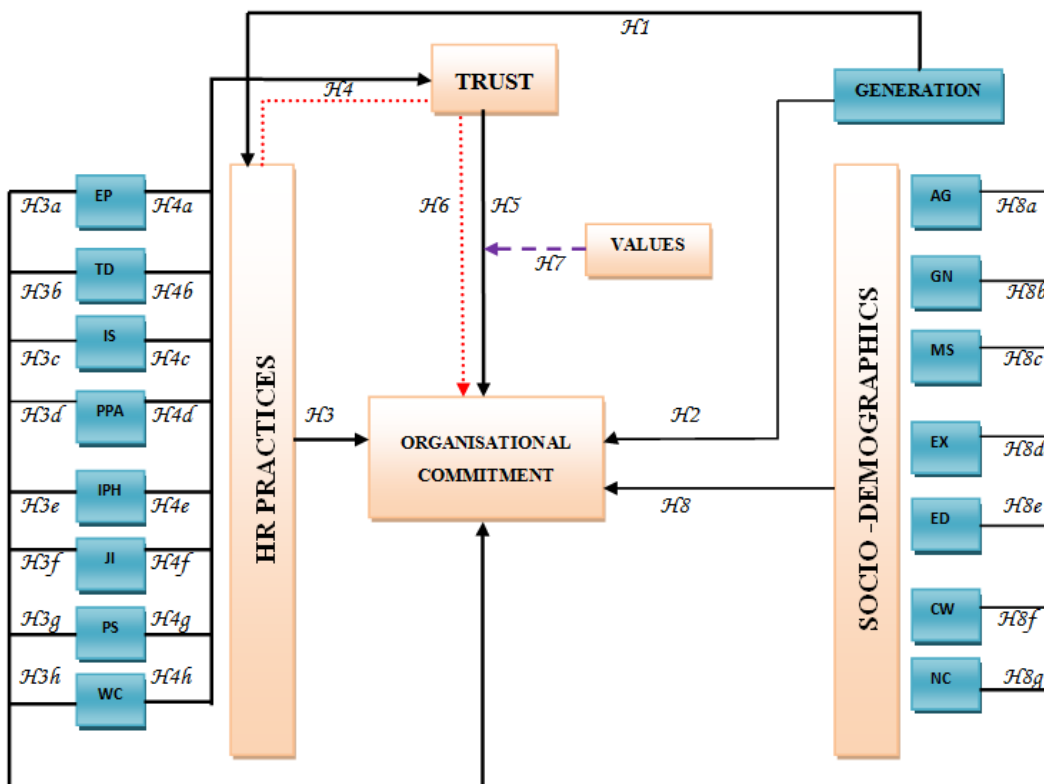 H1
TRUST
H4
GENERATION
EP
H3a
H4a
AG
H8a
H6
H5
VALUES
H7
TD
H3b
H4b
GN
H8b
IS
H3c
H4c
MS
H8c
PPA
H3d
H4d
HR PRACTICES
H3
ORGANISATIONAL
COMMITMENT
H2
H8
SOCIO -DEMOGRAPHICS
EX
H8d
IPH
H3e
H4e
ED
H8e
JI
H3f
H4f
CW
H8f
PS
H3g
H4g
NC
H8g
WC
H3h
H4h